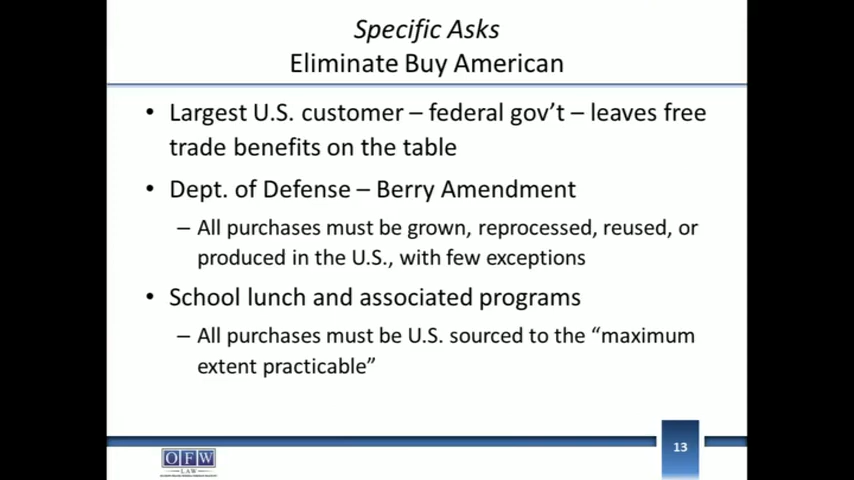 Specific Asks
Eliminate Buy American
• Largest U.S. customer – federal gov’t – leaves free
trade benefits on the table
• Dept. of Defense – Berry Amendment
– All purchases must be grown, reprocessed, reused, or
produced in the U.S., with few exceptions
• School lunch and associated programs
– All purchases must be U.S. sourced to the “maximum
extent practicable”
13
OFW
LAW